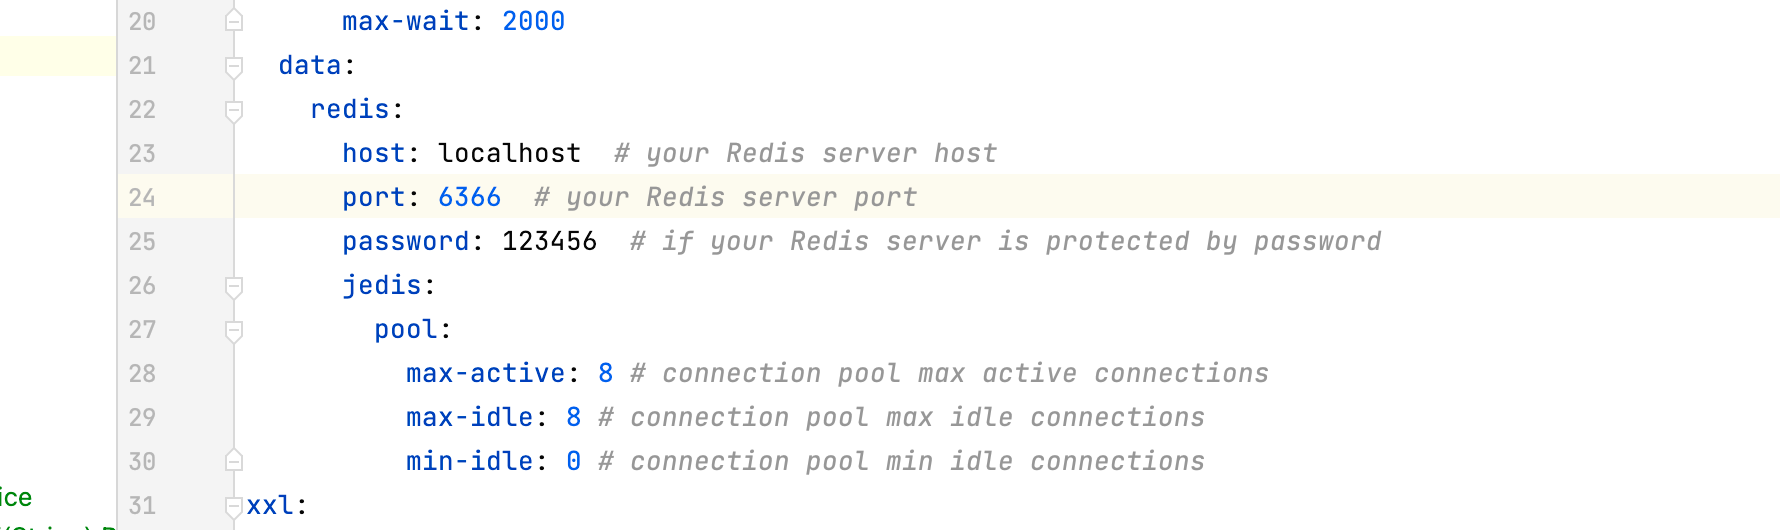 20 max-wait: 2000
21 data:
22 redis:
23 host: localhost # your Redis server host
24 port: 6366 # your Redis server port
25 password: 123456 # if your Redis server is protected by password
26 jedis:
27 pool:
28 max-active: 8 # connection pool max active connections
29 max-idle: 8 # connection pool max idle connections
30 min-idle: 0 # connection pool min idle connections
ice
31 xxl: